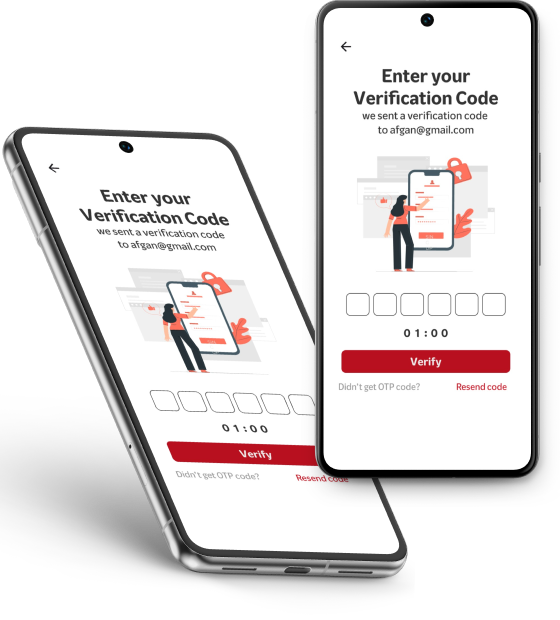 Enter your
Verification Code
we sent a verification code
to afgan@gmail.com
01:00
Verify
Didn't get OTP code?
Resend code
Enter your
Verification Code
we sent a verification code
to afgan@gmail.com
01:00
Verify
Didn't get OTP code?
Resend code